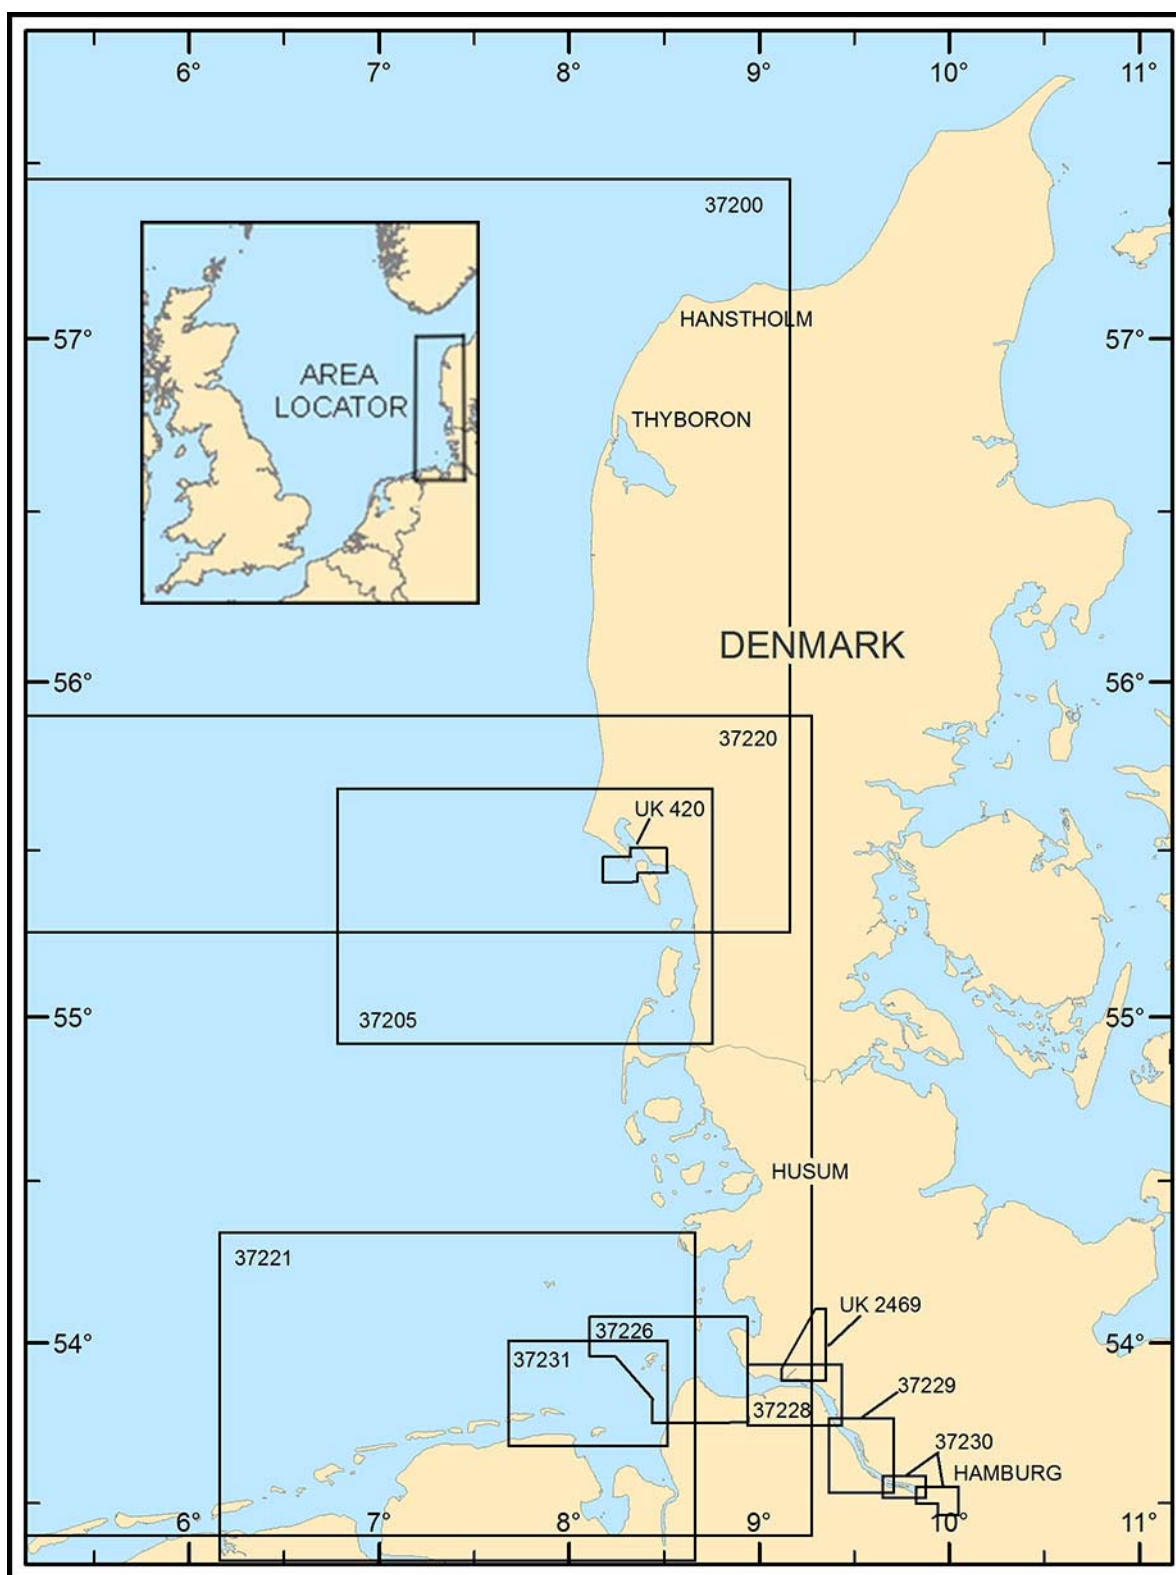 6° 7° 8° 9° 10° 11°
37200
57° HANSTHOLM 57°
AREA
LOCATOR
THYBORON
DENMARK
56° 56°
37220
UK 420
55° 55°
37205
HUSUM
37221
UK 2469
54° 37226 54°
37231
37229
37228
37230
HAMBURG
6° 7° 8° 9° 10° 11°